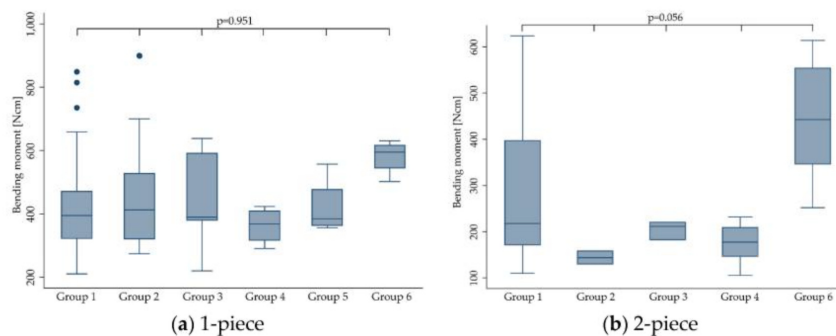 p=0.951
Bending moment [Ncm]
1,000
800
600
400
200
Group 1 Group 2 Group 3 Group 4 Group 5 Group 6
(a) 1-piece
p=0.056
Bending moment [Ncm]
600
500
400
300
200
100
Group 1 Group 2 Group 3 Group 4 Group 6
(b) 2-piece